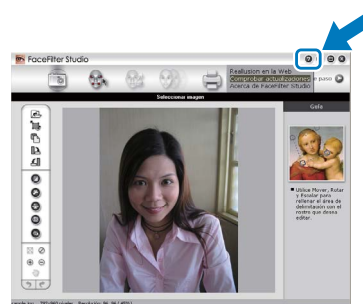 FaceFilter Studio
Reallusion en la Web
Comprobar actualizaciones
Acerca de FaceFilter Studio
e paso
Seleccionar imagen
Guía
Utilice Mover, Rotar
y Escalar para
rellenar el área de
delimitación con el
rostro que desea
editar.